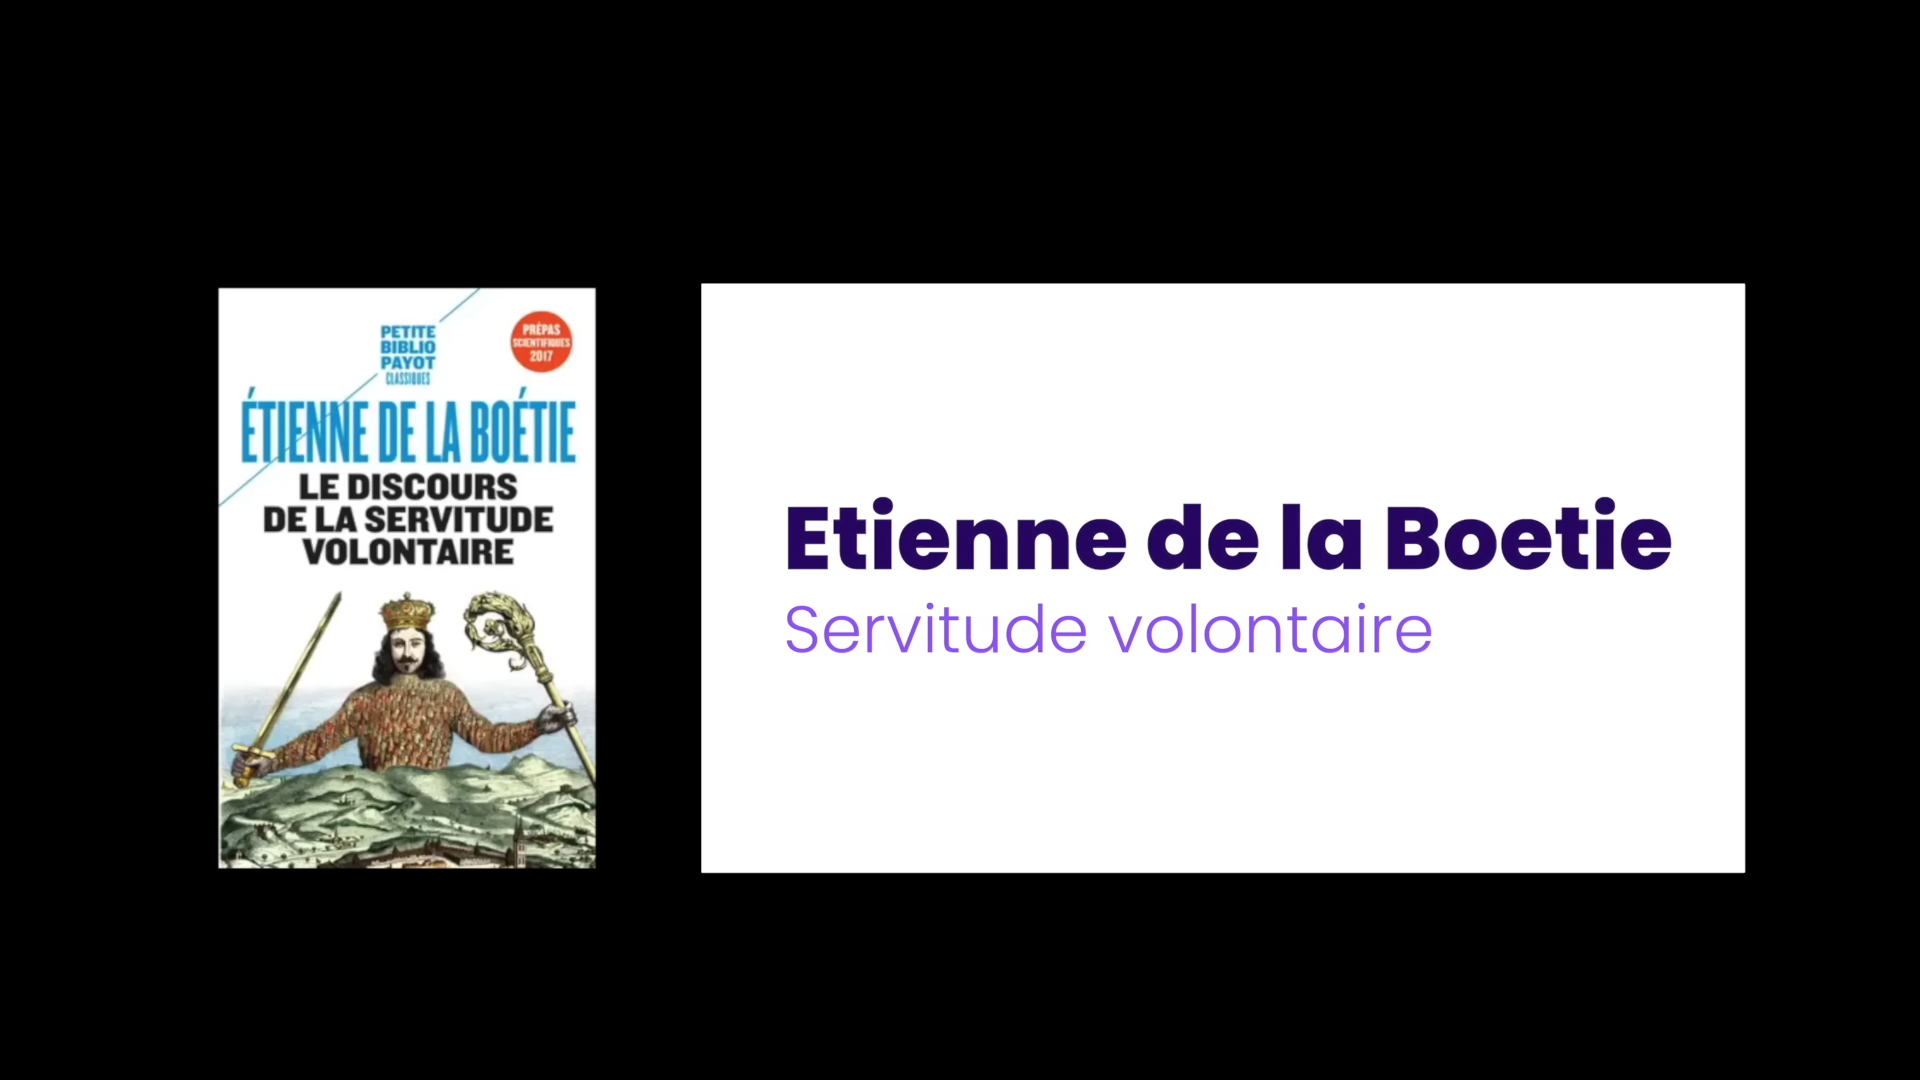 PETITE
BIBLIO
PAYOT
CLASSIQUES
PRÉPAS
SCIENTIFIQUES
2017
ÉTIENNE DE LA BOÉTIE
LE DISCOURS
DE LA SERVITUDE
VOLONTAIRE
Etienne de la Boetie
Servitude volontaire